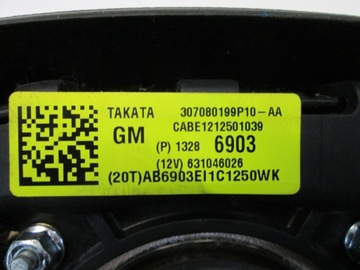 TAKATA 307080199P10-AA
GM CABE1212501039
(P) 1328 6903
(12V) 631046026
(20T)AB6903EI1C1250WK